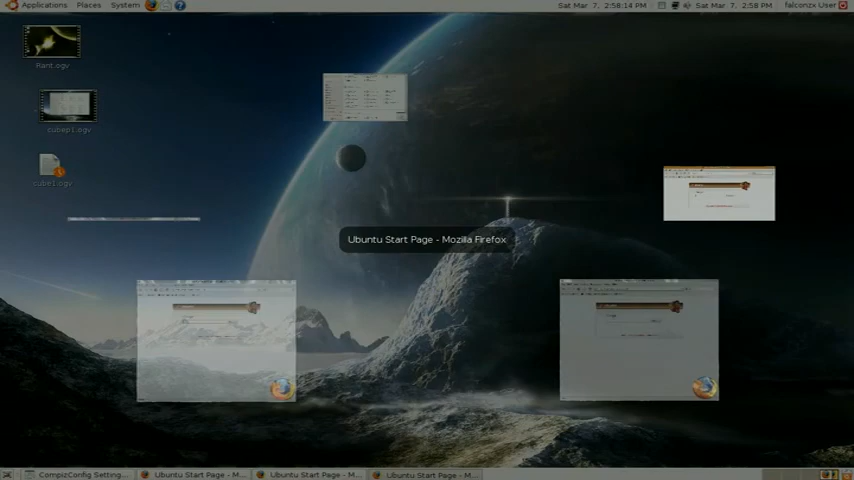 Applications Places System
Sat Mar 7, 2:58:14 PM
Sat Mar 7, 2:58 PM
falconzx User
Rant.ogv
cubep1.ogv
cube1.ogv
Ubuntu Start Page - Mozilla Firefox
CompizConfig Setting...
Ubuntu Start Page - M...
Ubuntu Start Page - M...
Ubuntu Start Page - M...